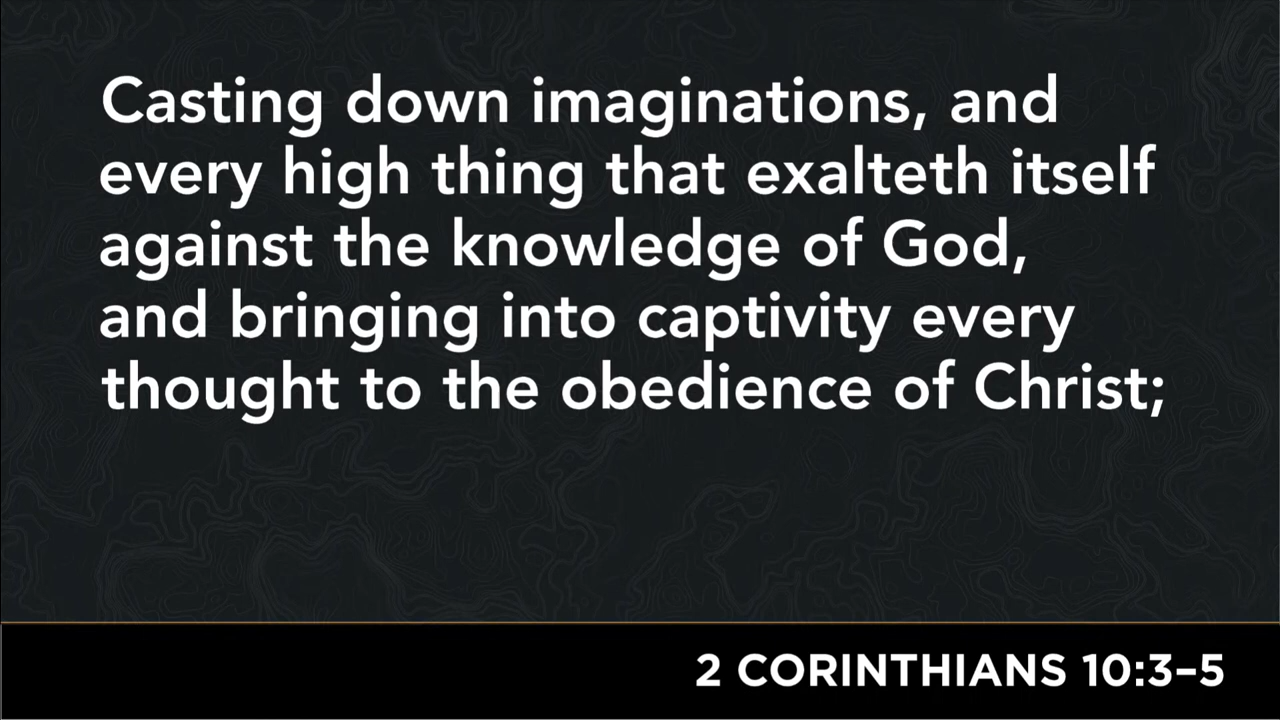 Casting down imaginations, and
every high thing that exalteth itself
against the knowledge of God,
and bringing into captivity every
thought to the obedience of Christ;
2 CORINTHIANS 10:3–5